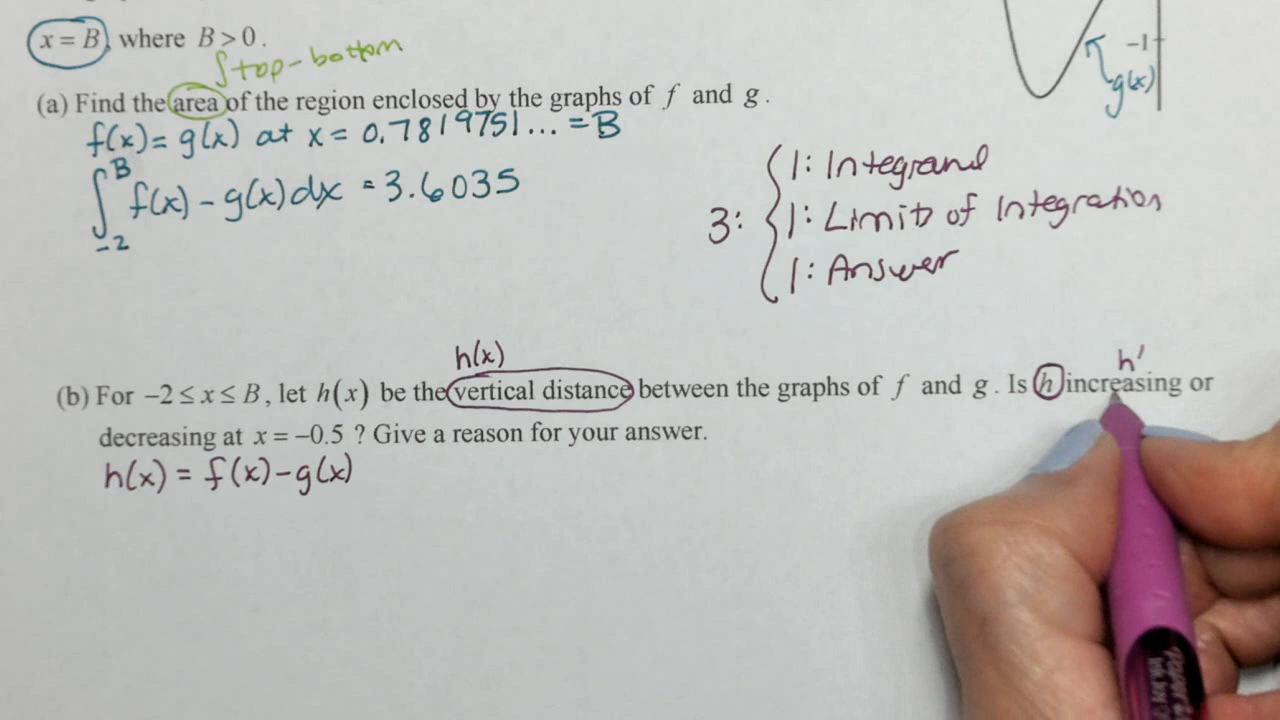 x = B, where B > 0.
∫top-bottom
(a) Find the area of the region enclosed by the graphs of f and g.
f(x) = g(x) at x = 0.7819751... = B
∫ B -2 f(x) - g(x) dx = 3.6035
-1
g(x)
3:
1: Integrand
1: Limit of Integration
1: Answer
h(x)
h'
(b) For −2 ≤ x ≤ B, let h(x) be the vertical distance between the graphs of f and g. Is h increasing or
decreasing at x = −0.5 ? Give a reason for your answer.
h(x) = f(x) - g(x)